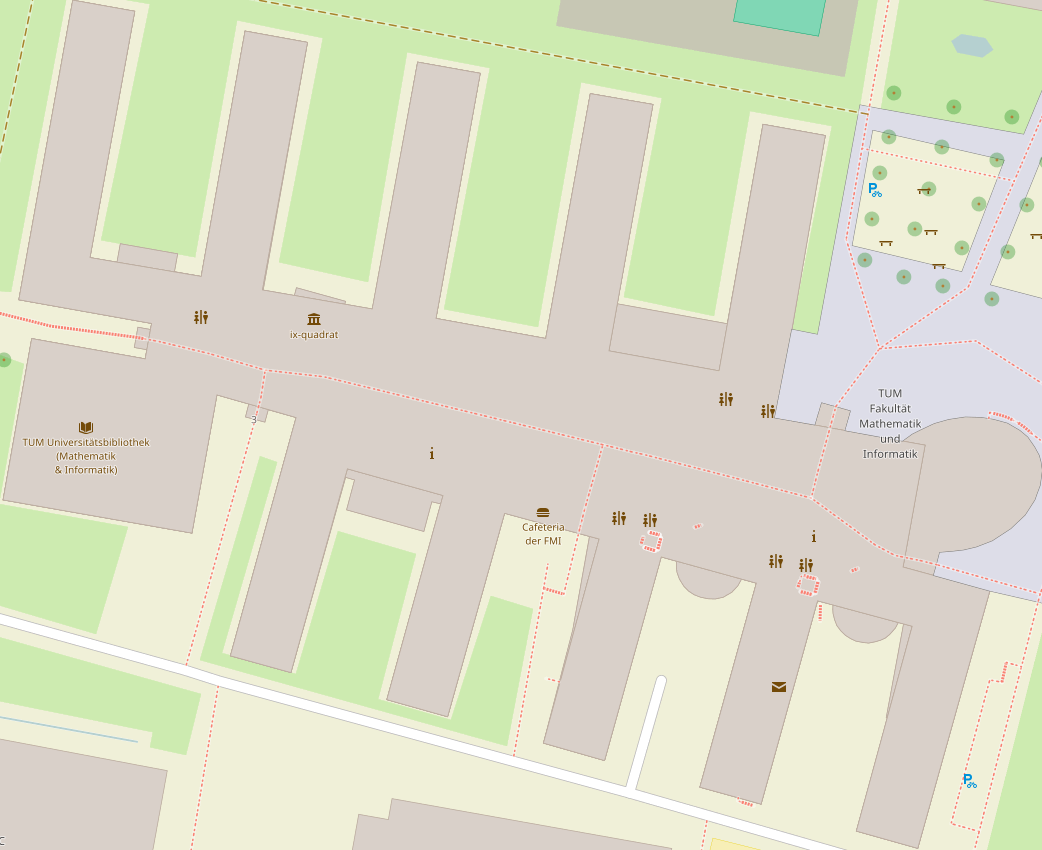 ix-quadrat
TUM
Fakultät
Mathematik
und
Informatik
3
TUM Universitätsbibliothek
(Mathematik
& Informatik)
Cafeteria
der FMI
C